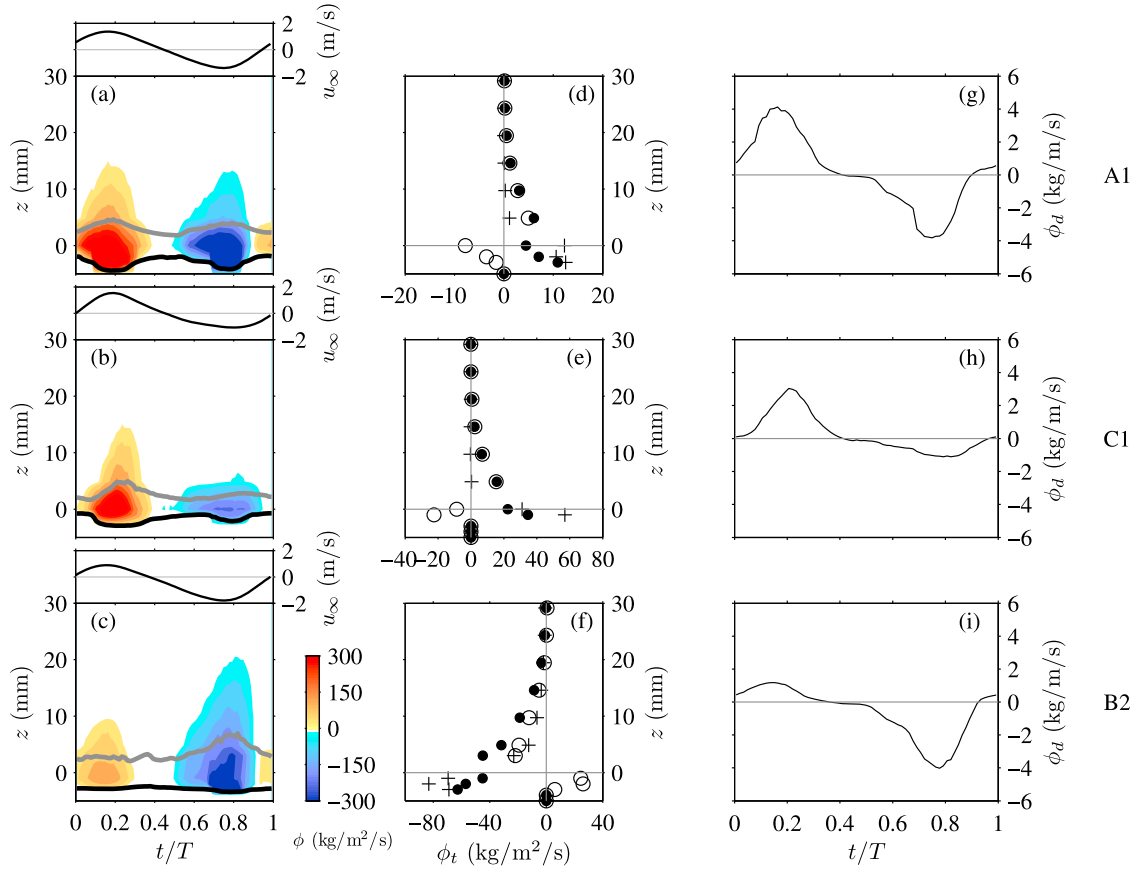 2
0
−2
u∞ (m/s)
30
20
10
0
z (mm)
(a)
(d)
30
20
10
0
z (mm)
−20 −10 0 10 20
(g)
6
4
2
0
−2
−4
−6
ϕd (kg/m/s)
A1
2
0
−2
u∞ (m/s)
30
20
10
0
z (mm)
(b)
(e)
30
20
10
0
z (mm)
−40 −20 0 20 40 60 80
(h)
6
4
2
0
−2
−4
−6
ϕd (kg/m/s)
C1
2
0
−2
u∞ (m/s)
30
20
10
0
z (mm)
(c)
0 0.2 0.4 0.6 0.8 1
t/T
300
150
0
−150
−300
ϕ (kg/m²/s)
(f)
30
20
10
0
z (mm)
−80 −40 0 40
ϕt (kg/m²/s)
(i)
6
4
2
0
−2
−4
−6
ϕd (kg/m/s)
0 0.2 0.4 0.6 0.8 1
t/T
B2